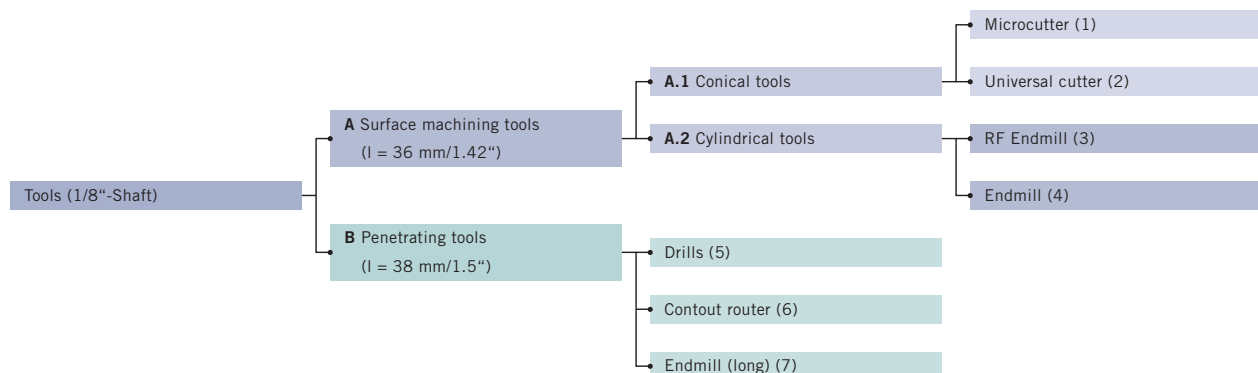 Microcutter (1)
A.1 Conical tools
Universal cutter (2)
A Surface machining tools
(l = 36 mm/1.42“)
A.2 Cylindrical tools
RF Endmill (3)
Tools (1/8“-Shaft)
Endmill (4)
B Penetrating tools
(l = 38 mm/1.5“)
Drills (5)
Contout router (6)
Endmill (long) (7)